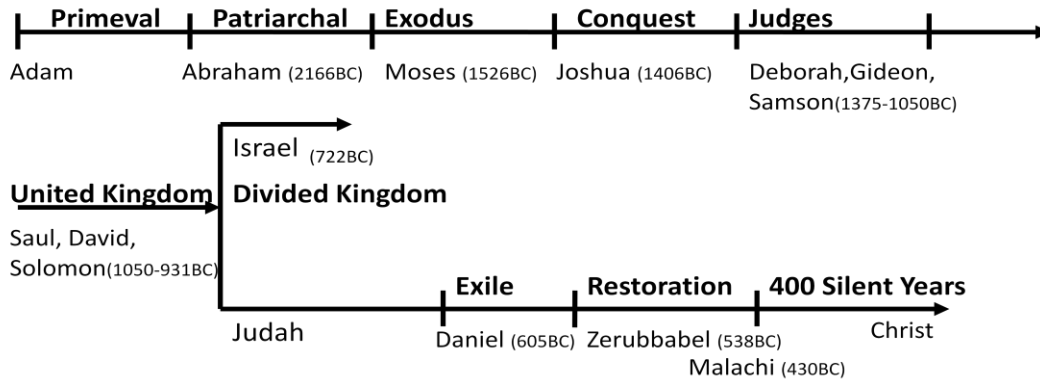 Primeval Patriarchal Exodus Conquest Judges
Adam Abraham (2166BC) Moses (1526BC) Joshua (1406BC) Deborah,Gideon,
Samson(1375-1050BC)
Israel (722BC)
United Kingdom Divided Kingdom
Saul, David,
Solomon(1050-931BC)
Exile Restoration 400 Silent Years
Judah Daniel (605BC) Zerubbabel (538BC) Christ
Malachi (430BC)